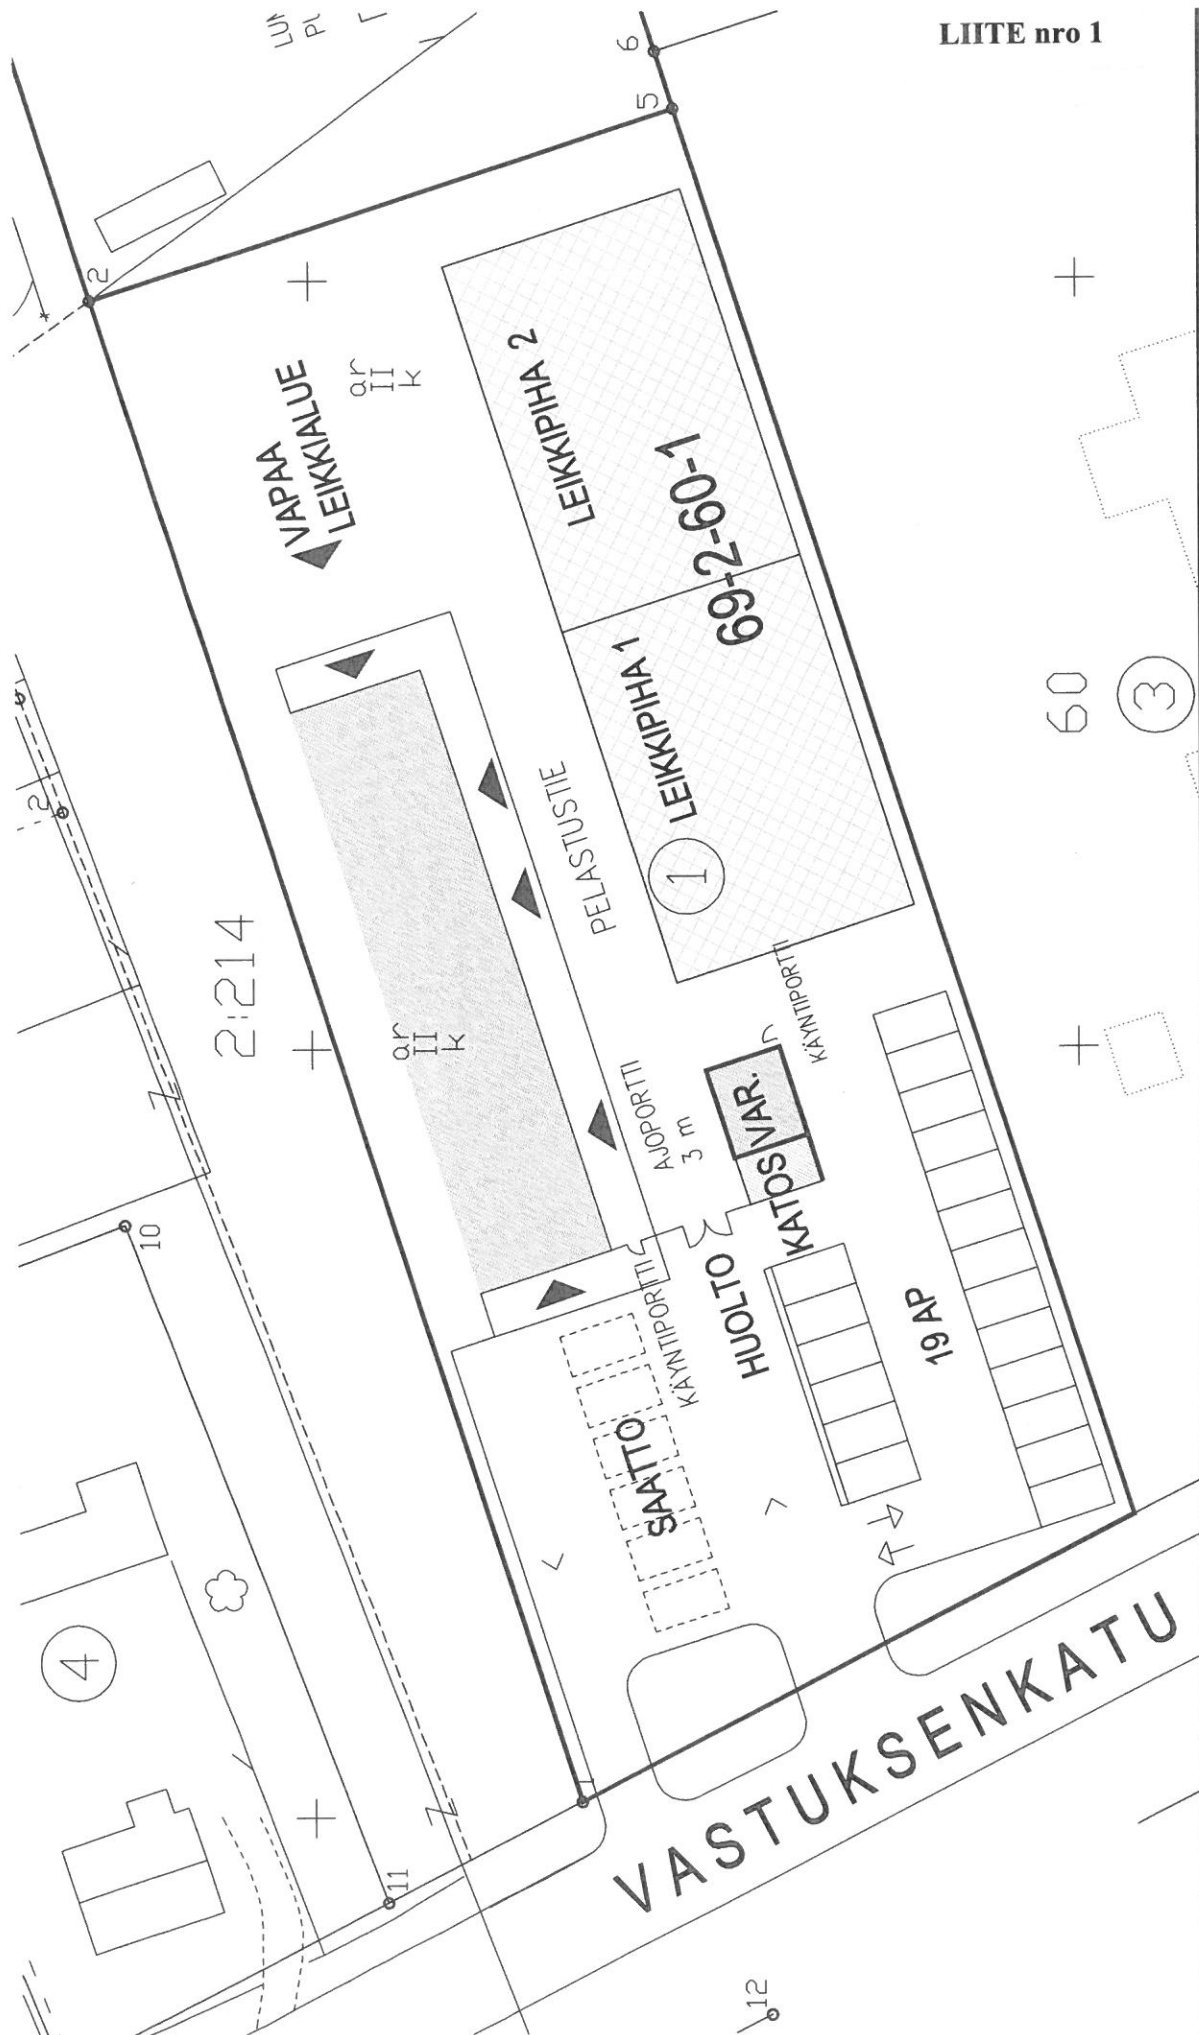 LIITE nro 1
6
5
2
VAPAA
LEIKKIALUE
ar
II
k
LEIKKIPIHA 2
69-2-60-1
LEIKKIPIHA 1
1
PELASTUSTIE
2
2:214
ar
II
k
60
3
KÄYNTIPORTTI
AJOPORTTI
3 m
VAR.
KATOS
HUOLTO
KÄYNTIPORTTI
SAATTO
19 AP
10
4
11
1
VASTUKSENKATU
12